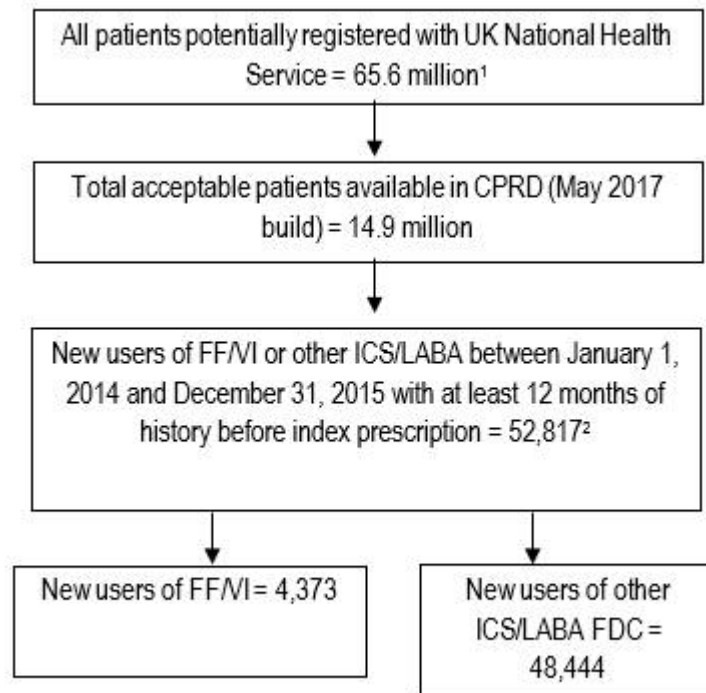 All patients potentially registered with UK National Health
Service = 65.6 million¹
Total acceptable patients available in CPRD (May 2017
build) = 14.9 million
New users of FF/VI or other ICS/LABA between January 1,
2014 and December 31, 2015 with at least 12 months of
history before index prescription = 52,817²
New users of FF/VI = 4,373
New users of other
ICS/LABA FDC =
48,444